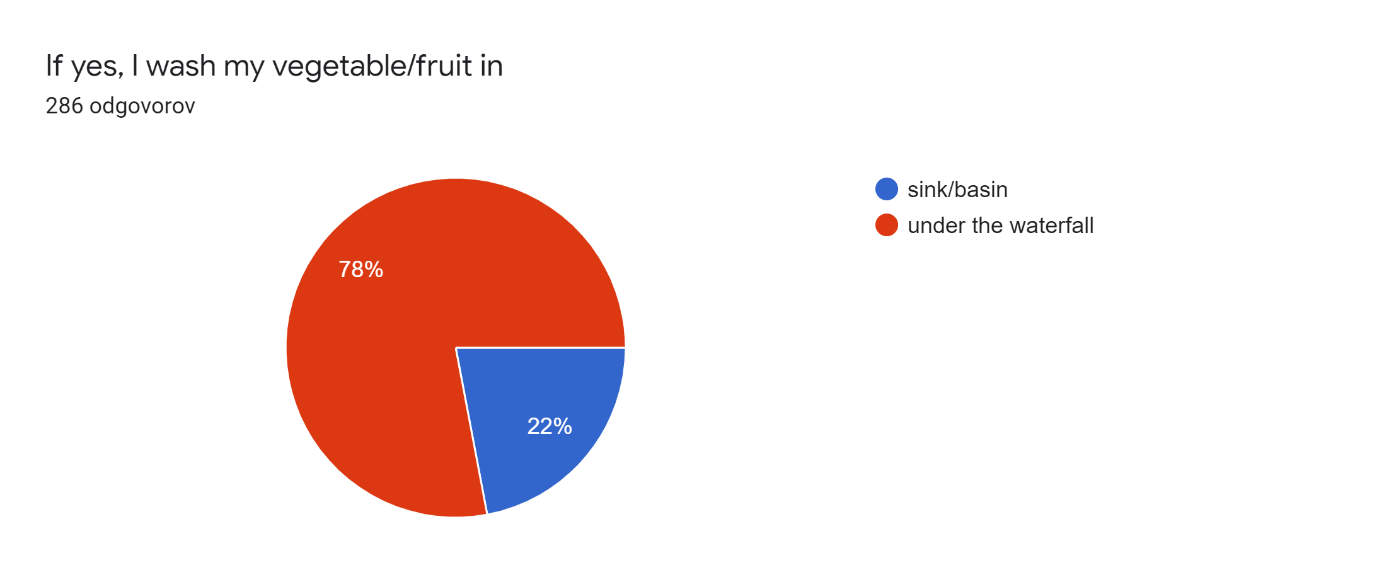 If yes, I wash my vegetable/fruit in
286 odgovorov
sink/basin
under the waterfall
78%
22%